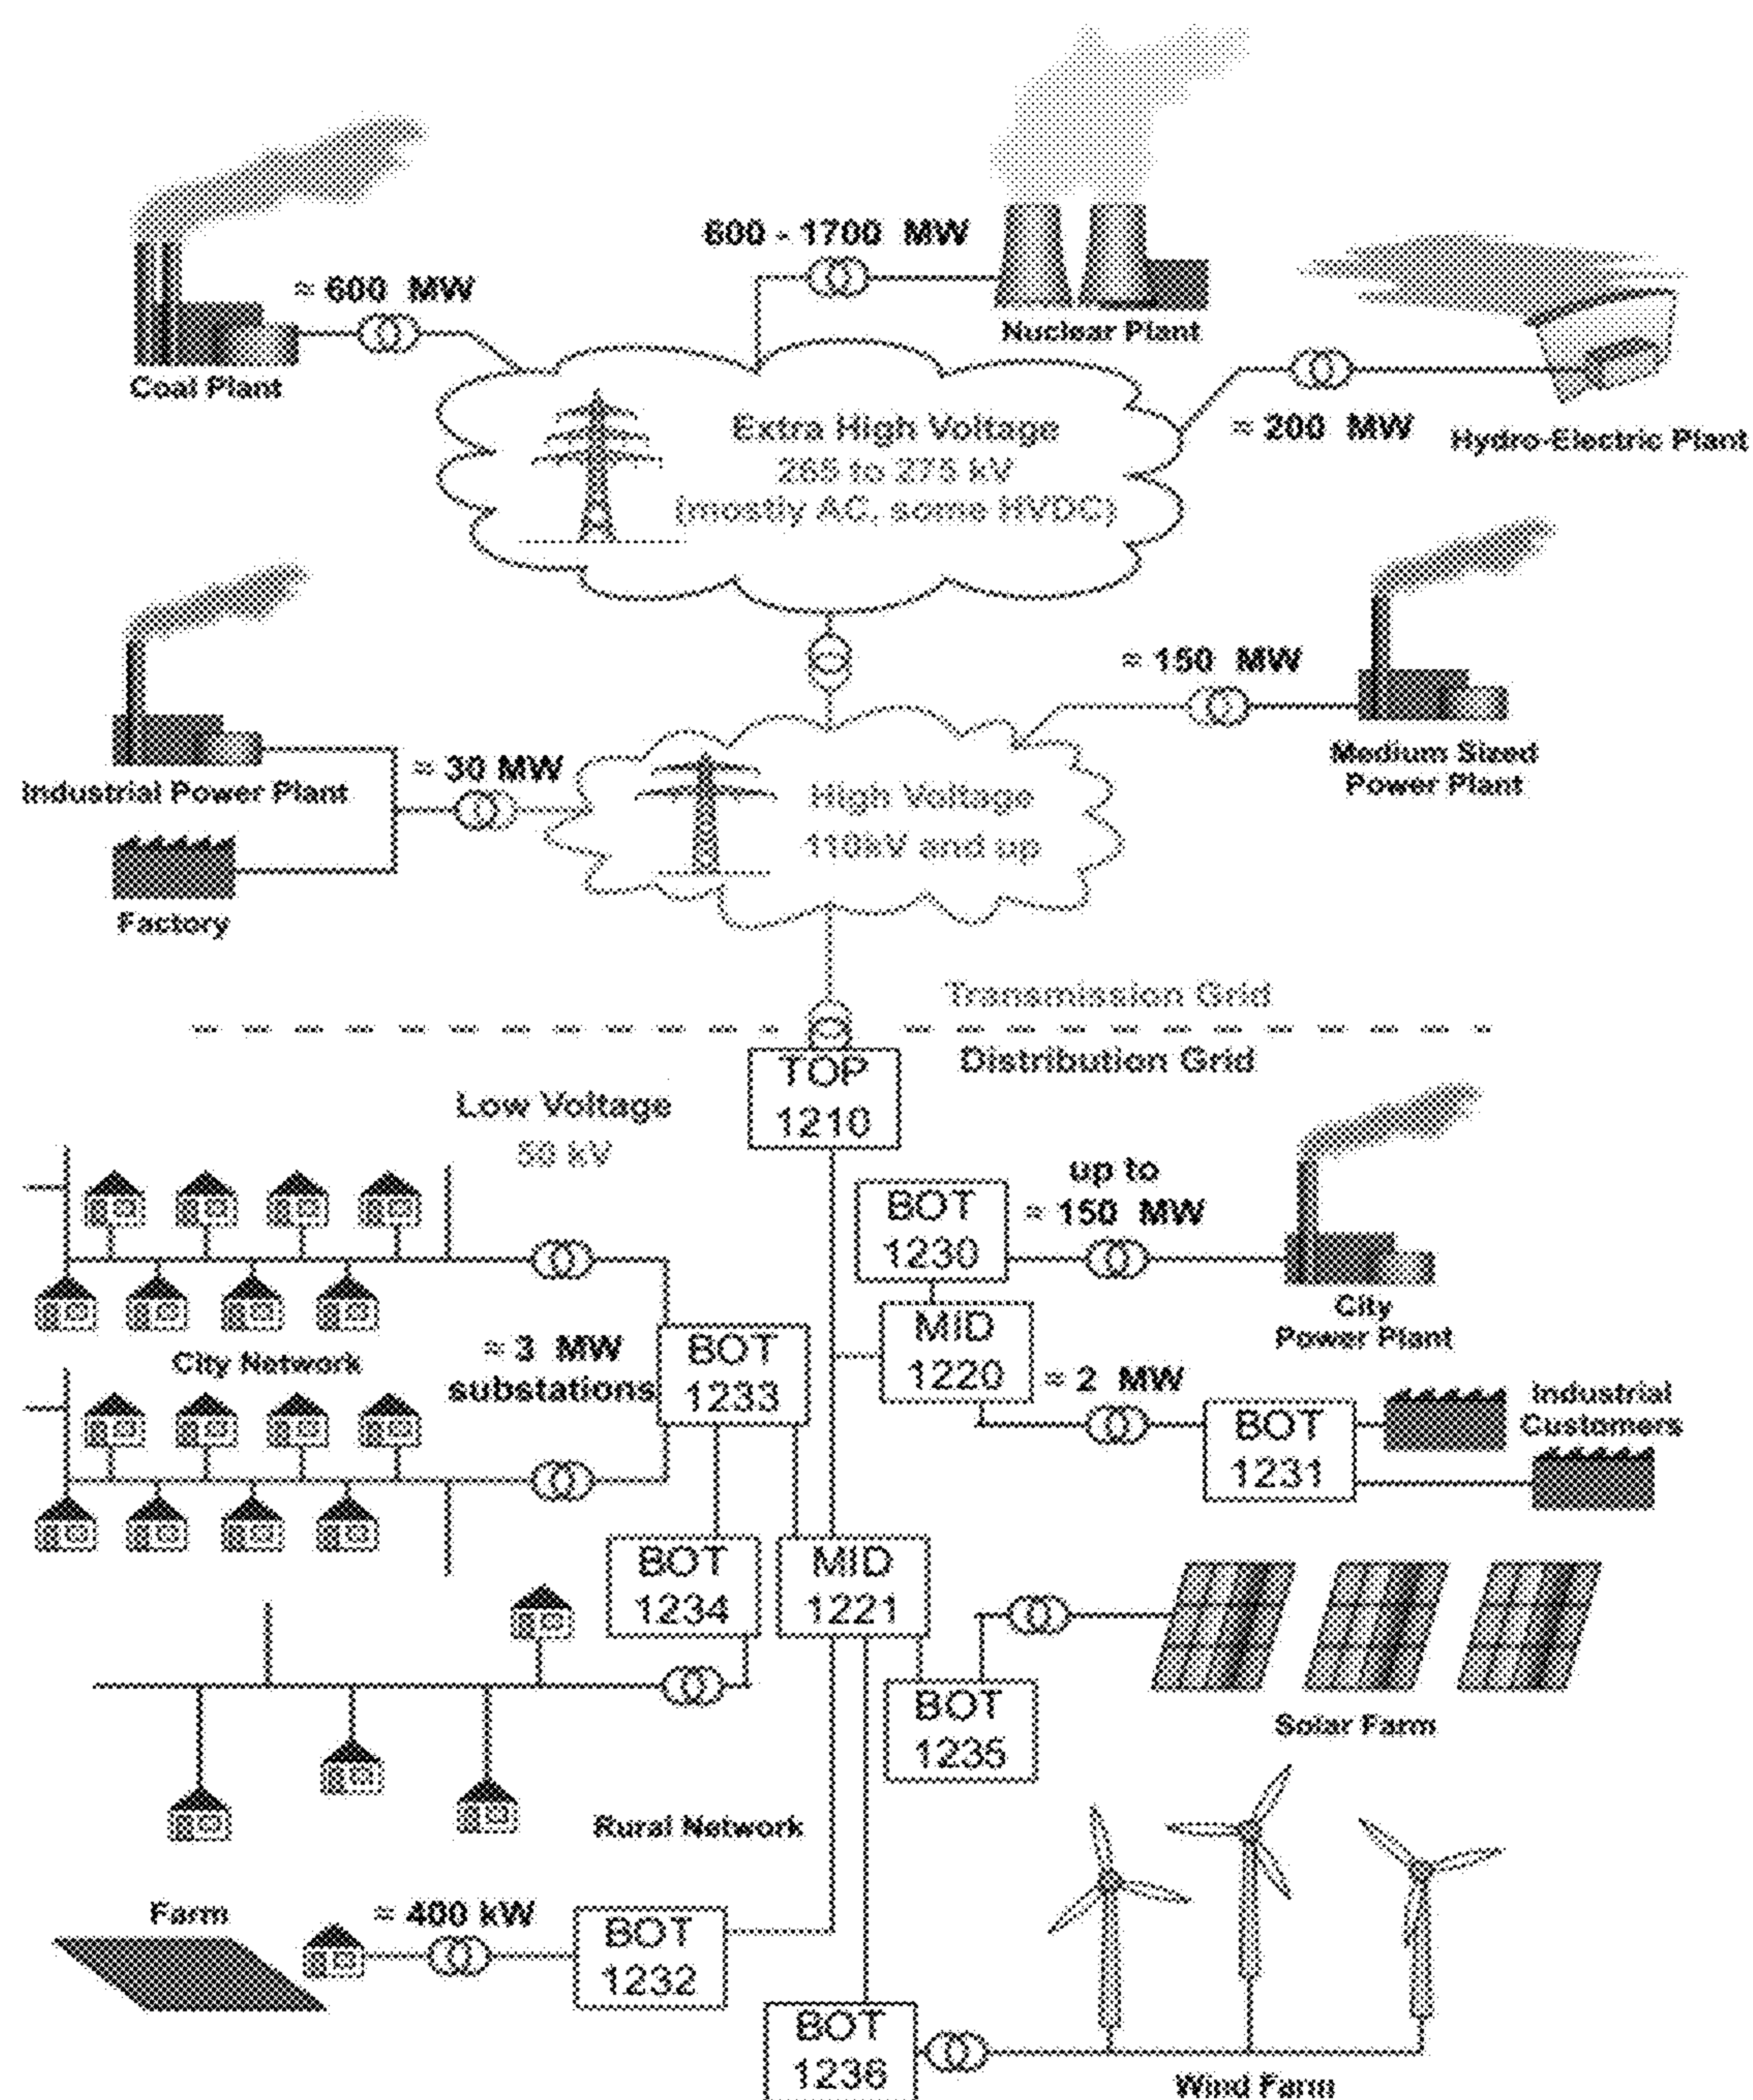 600 - 1700 MW
≈ 600 MW
Nuclear Plant
Coal Plant
Extra High Voltage
265 to 275 kV
(mostly AC, some HVDC)
≈ 200 MW
Hydro-Electric Plant
≈ 150 MW
Medium Sized
Power Plant
≈ 30 MW
Industrial Power Plant
High Voltage
110kV and up
Factory
Transmission Grid
Distribution Grid
TOP
1210
Low Voltage
50 kV
up to
≈ 150 MW
BOT
1230
City
Power Plant
MID
1220
≈ 2 MW
City Network
≈ 3 MW
substations
BOT
1233
Industrial
Customers
BOT
1231
BOT
1234
MID
1221
BOT
1235
Solar Farm
Rural Network
Farm
≈ 400 kW
BOT
1232
BOT
1236
Wind Farm